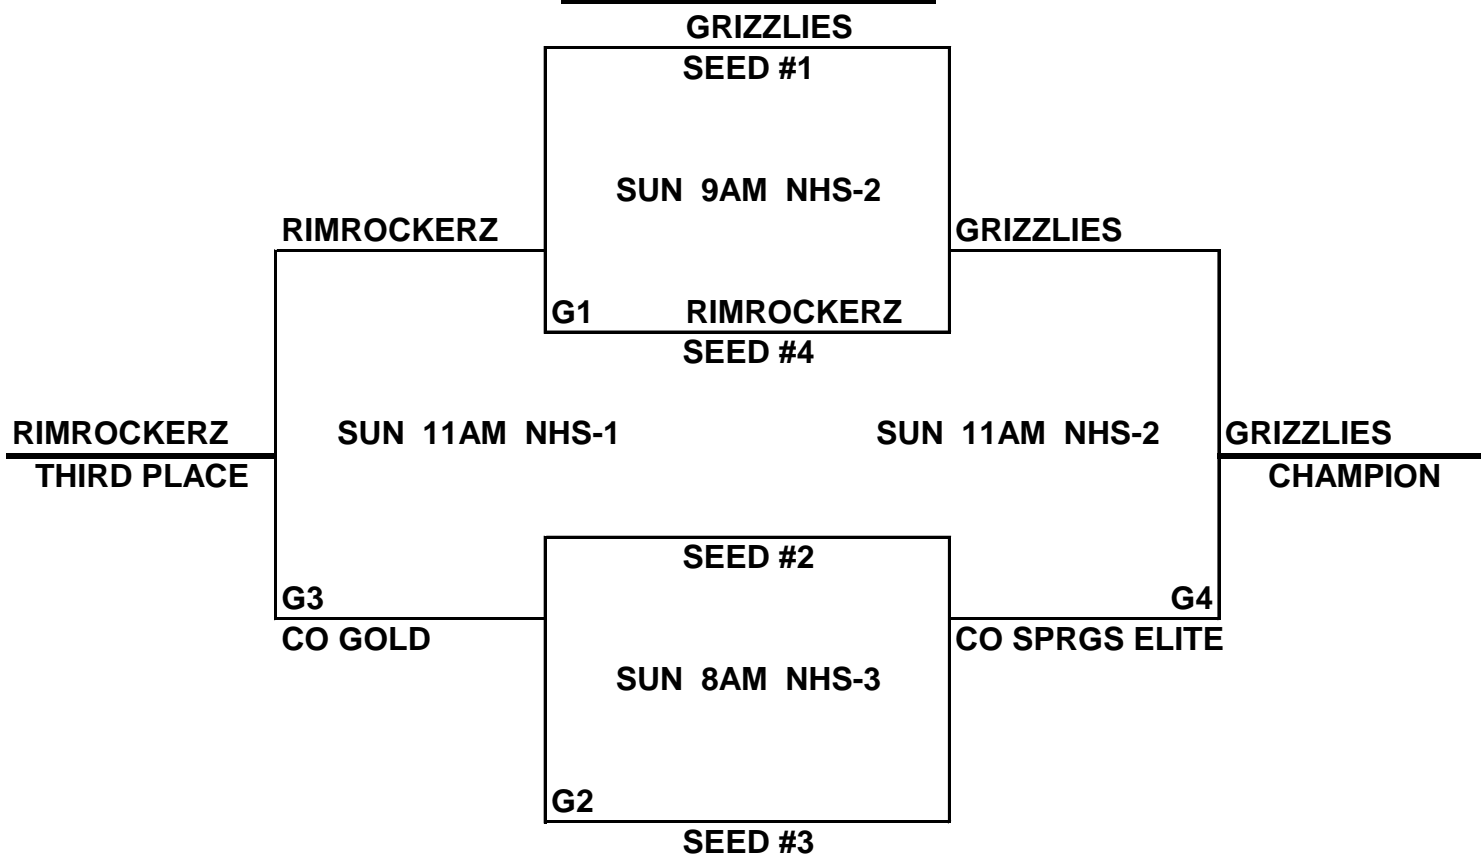 GRIZZLIES
SEED #1
SUN 9AM NHS-2
RIMROCKERZ
GRIZZLIES
G1 RIMROCKERZ
SEED #4
RIMROCKERZ
SUN 11AM NHS-1
SUN 11AM NHS-2
GRIZZLIES
THIRD PLACE
CHAMPION
SEED #2
G3
G4
CO GOLD
CO SPRGS ELITE
SUN 8AM NHS-3
G2
SEED #3